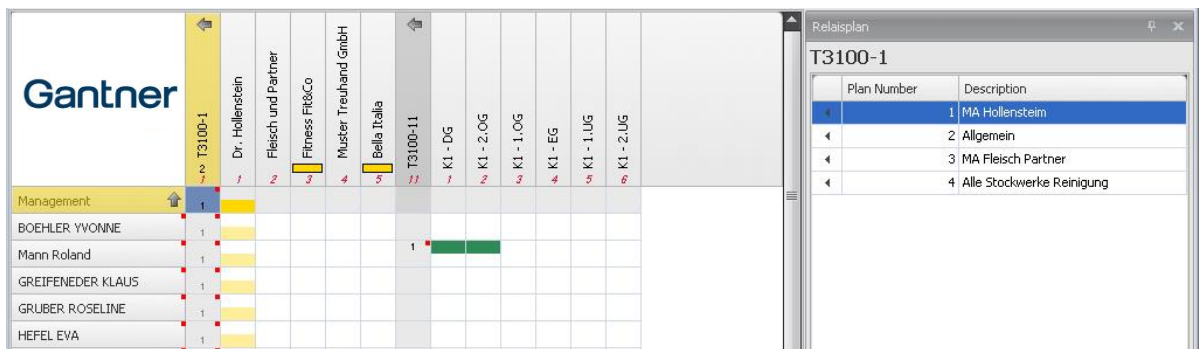 Gantner
2 T3100-1
1
Dr. Hollenstein
1
Fleisch und Partner
2
Fitness Fit&Co
3
Muster Treuhand GmbH
4
Bella Italia
5
T3100-11
11
K1 - DG
1
K1 - 2.OG
2
K1 - 1.OG
3
K1 - EG
4
K1 - 1.UG
5
K1 - 2.UG
6
Management 1
BOEHLER YVONNE 1
Mann Roland 1 1
GREIFENEDER KLAUS 1
GRUBER ROSELINE 1
HEFEL EVA 1
Relaisplan
T3100-1
Plan Number Description
1 MA Hollensteim
2 Allgemein
3 MA Fleisch Partner
4 Alle Stockwerke Reinigung